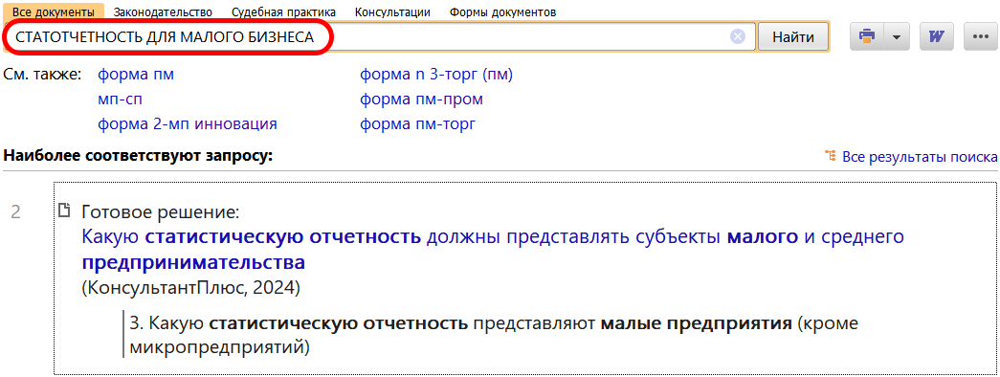 Все документы Законодательство Судебная практика Консультации Формы документов
СТАТОТЧЕТНОСТЬ ДЛЯ МАЛОГО БИЗНЕСА Найти W
См. также: форма пм форма n 3-торг (пм)
мп-сп форма пм-пром
форма 2-мп инновация форма пм-торг
Наиболее соответствуют запросу: Все результаты поиска
2 Готовое решение:
Какую статистическую отчетность должны представлять субъекты малого и среднего
предпринимательства
(КонсультантПлюс, 2024)
3. Какую статистическую отчетность представляют малые предприятия (кроме
микропредприятий)